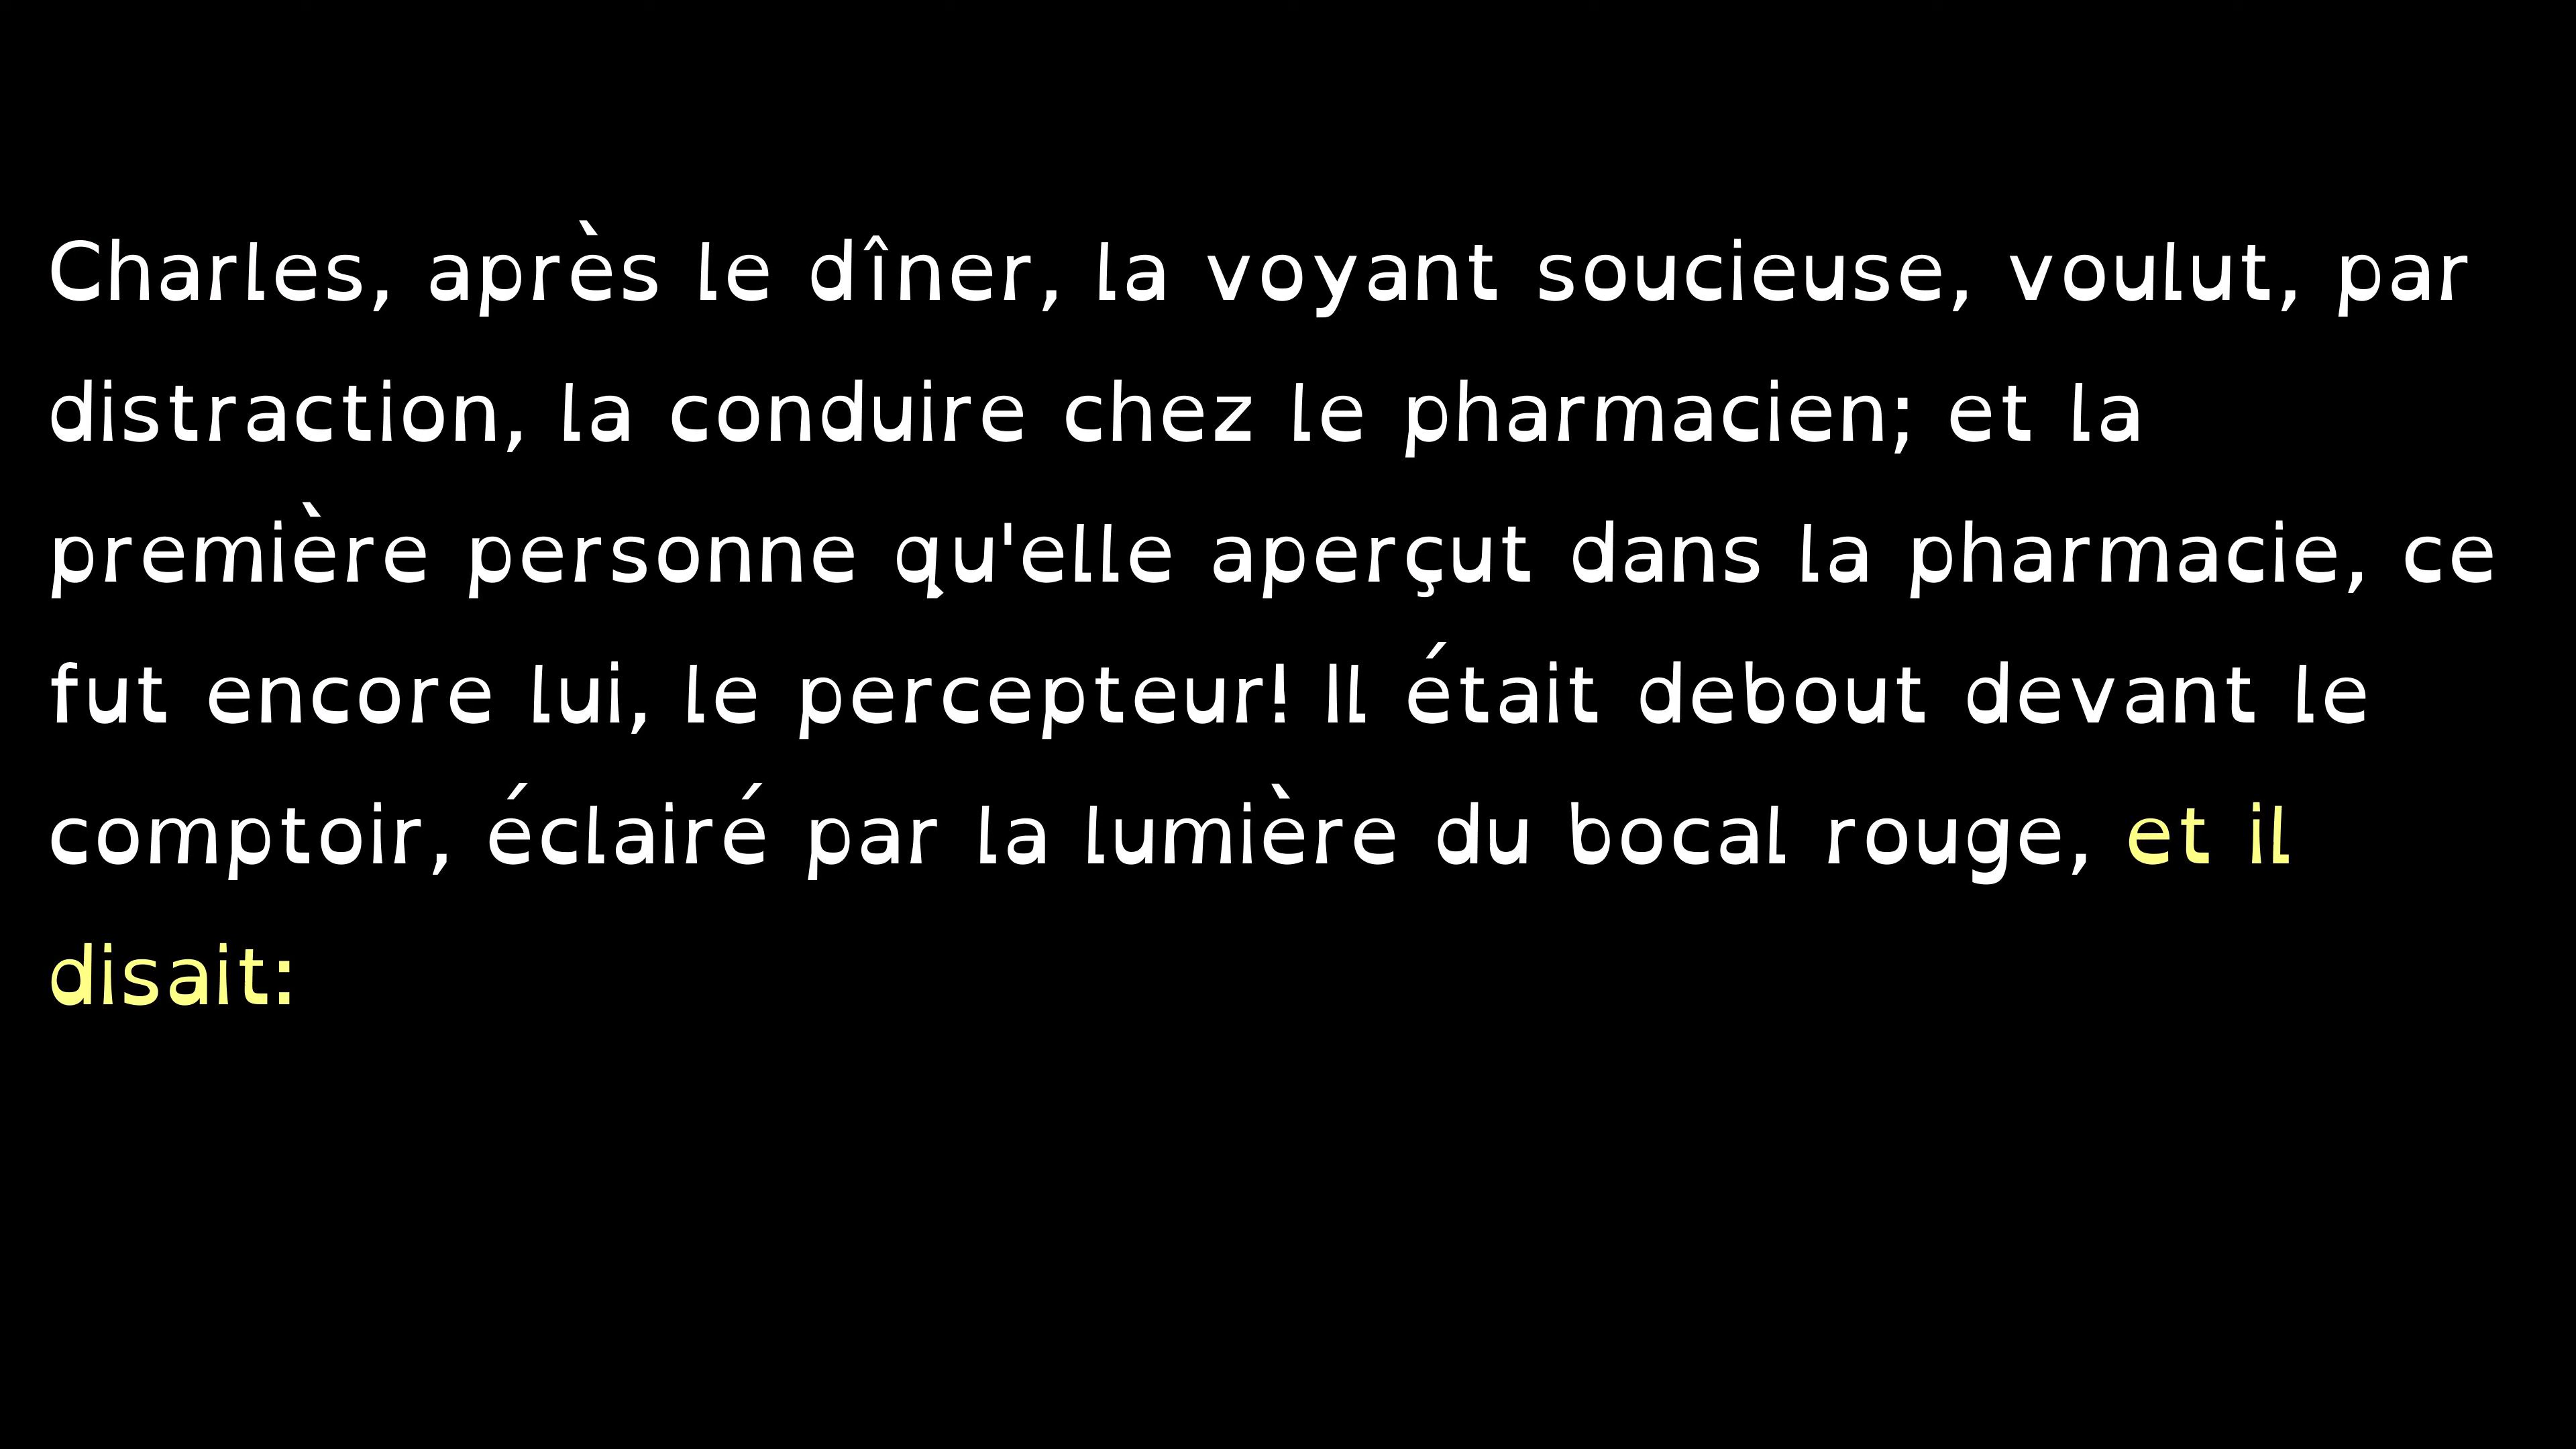 Charles, après le dîner, la voyant soucieuse, voulut, par
distraction, la conduire chez le pharmacien; et la
première personne qu'elle aperçut dans la pharmacie, ce
fut encore lui, le percepteur! Il était debout devant le
comptoir, éclairé par la lumière du bocal rouge, et il
disait: